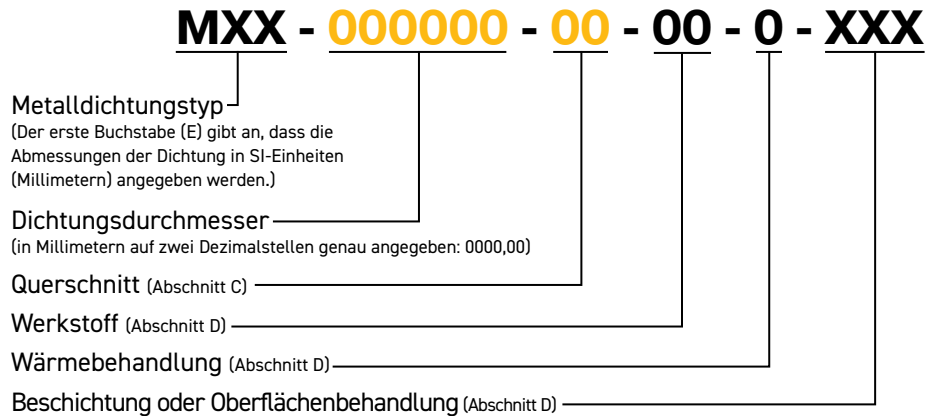 MXX - 000000 - 00 - 00 - 0 - XXX
Metalldichtungstyp
(Der erste Buchstabe (E) gibt an, dass die
Abmessungen der Dichtung in SI-Einheiten
(Millimetern) angegeben werden.)
Dichtungsdurchmesser
(in Millimetern auf zwei Dezimalstellen genau angegeben: 0000,00)
Querschnitt (Abschnitt C)
Werkstoff (Abschnitt D)
Wärmebehandlung (Abschnitt D)
Beschichtung oder Oberflächenbehandlung (Abschnitt D)